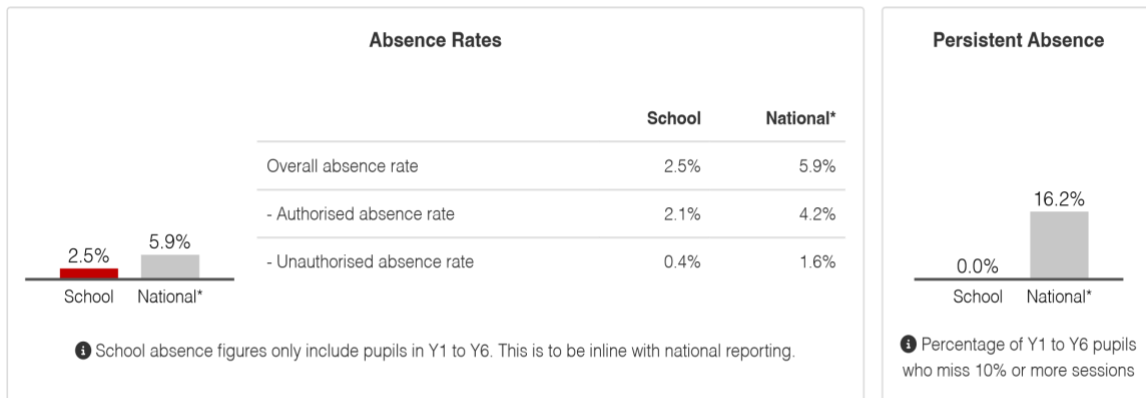 Absence Rates
School National*
Overall absence rate 2.5% 5.9%
- Authorised absence rate 2.1% 4.2%
- Unauthorised absence rate 0.4% 1.6%
2.5% 5.9%
School National*
School absence figures only include pupils in Y1 to Y6. This is to be inline with national reporting.
Persistent Absence
16.2%
0.0%
School National*
Percentage of Y1 to Y6 pupils
who miss 10% or more sessions